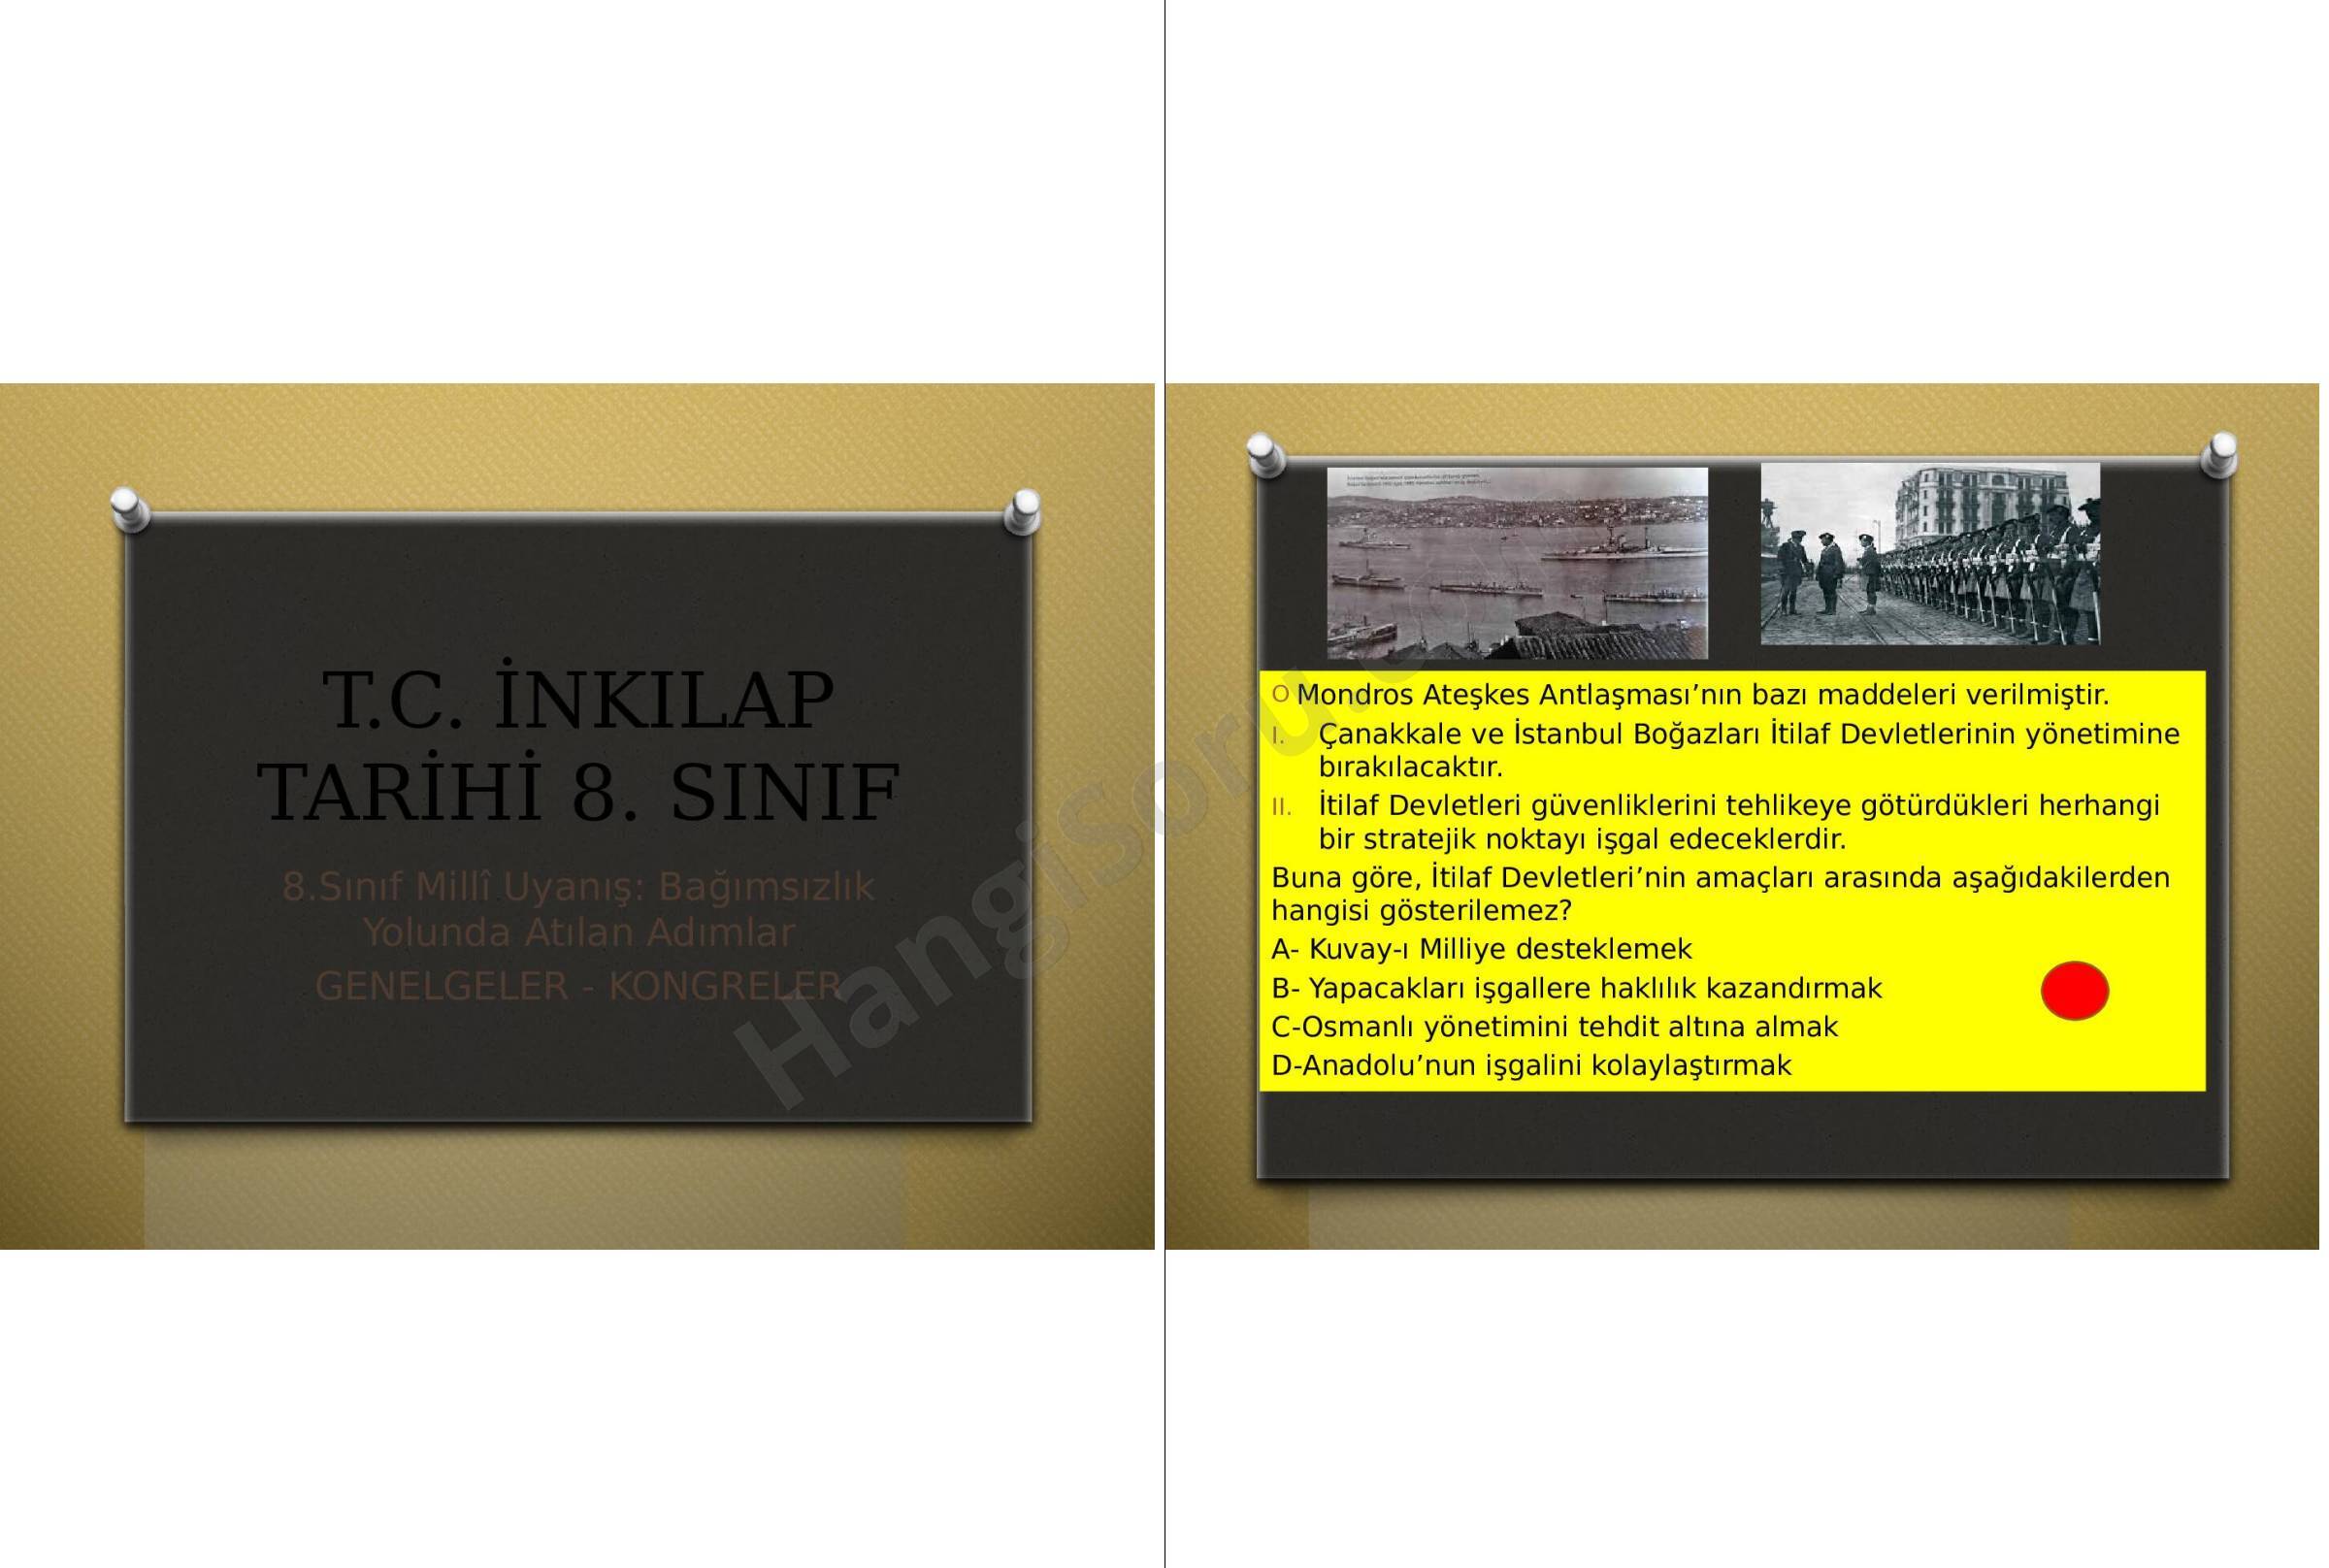 T.C. İNKILAP
TARİHİ 8. SINIF
8.Sınıf Millî Uyanış: Bağımsızlık
Yolunda Atılan Adımlar
GENELGELER - KONGRELER
Mondros Ateşkes Antlaşması’nın bazı maddeleri verilmiştir.
I. Çanakkale ve İstanbul Boğazları İtilaf Devletlerinin yönetimine
bırakılacaktır.
II. İtilaf Devletleri güvenliklerini tehlikeye götürdükleri herhangi
bir stratejik noktayı işgal edeceklerdir.
Buna göre, İtilaf Devletleri’nin amaçları arasında aşağıdakilerden
hangisi gösterilemez?
A- Kuvay-ı Milliye desteklemek
B- Yapacakları işgallere haklılık kazandırmak
C-Osmanlı yönetimini tehdit altına almak
D-Anadolu’nun işgalini kolaylaştırmak